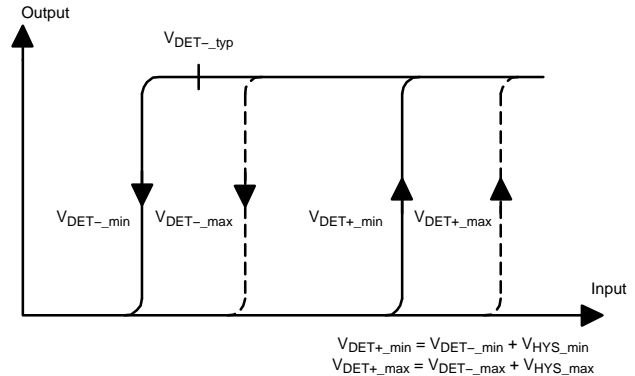 Output
VDET−_typ
VDET−_min
VDET−_max
VDET+_min
VDET+_max
Input
VDET+_min = VDET−_min + VHYS_min
VDET+_max = VDET−_max + VHYS_max